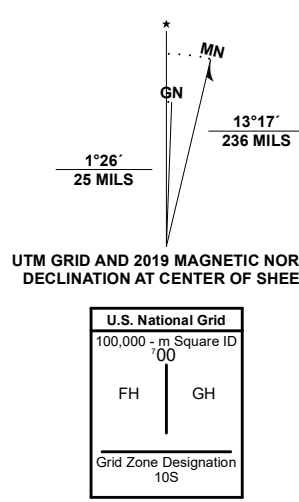 ★
MN
GN
13°17´
236 MILS
1°26´
25 MILS
UTM GRID AND 2019 MAGNETIC NOR
DECLINATION AT CENTER OF SHEE
U.S. National Grid
100,000 - m Square ID
⁷00
FH GH
Grid Zone Designation
10S